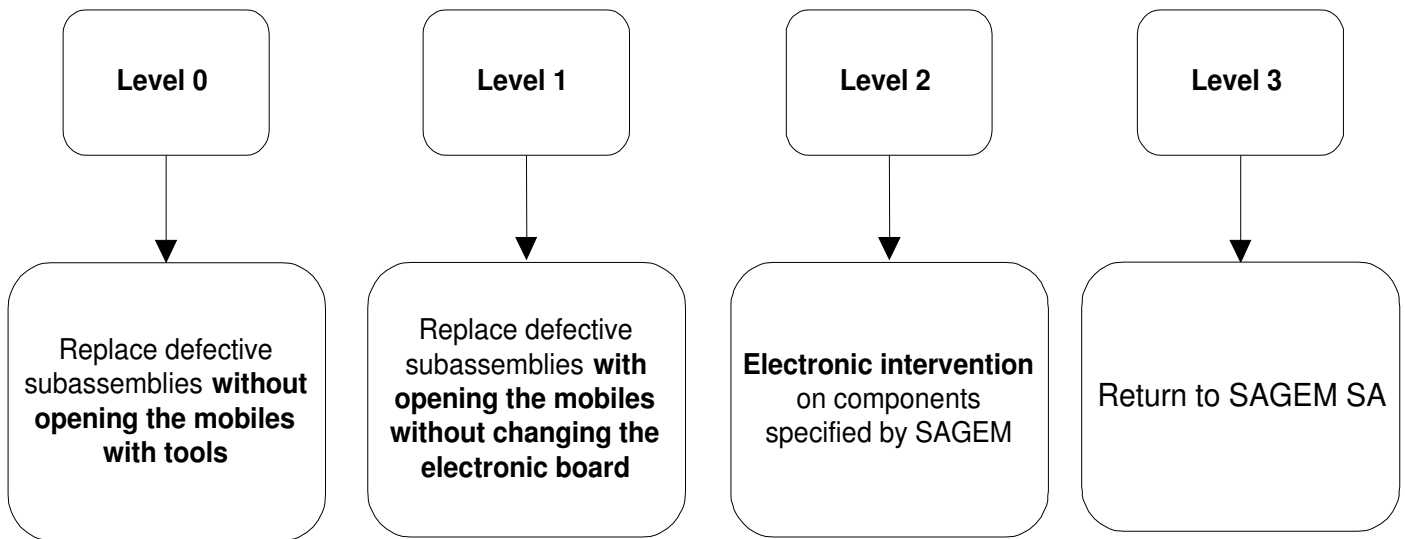 Level 0
Level 1
Level 2
Level 3
Replace defective
subassemblies without
opening the mobiles
with tools
Replace defective
subassemblies with
opening the mobiles
without changing the
electronic board
Electronic intervention
on components
specified by SAGEM
Return to SAGEM SA